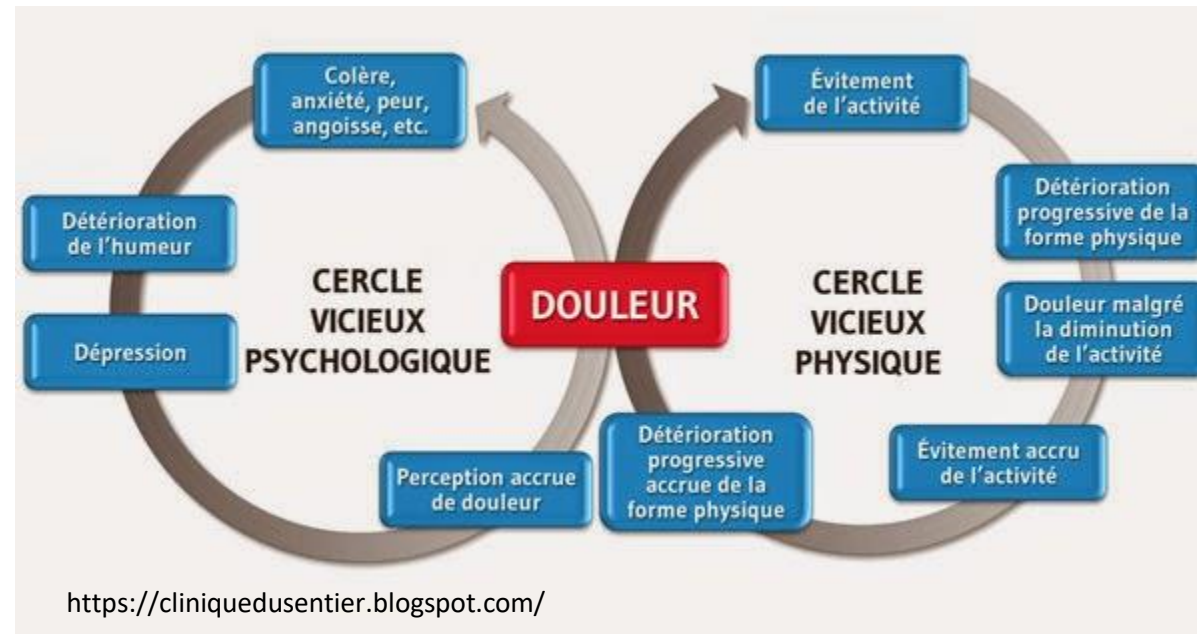 Colère,
anxiété, peur,
angoisse, etc.
Détérioration
de l'humeur
Dépression
Perception accrue
de douleur
CERCLE
VICIEUX
PSYCHOLOGIQUE
DOULEUR
Évitement
de l'activité
Détérioration
progressive de la
forme physique
Douleur malgré
la diminution
de l'activité
Évitement accru
de l'activité
Détérioration
progressive
accrue de la
forme physique
CERCLE
VICIEUX
PHYSIQUE
https://cliniquedusentier.blogspot.com/